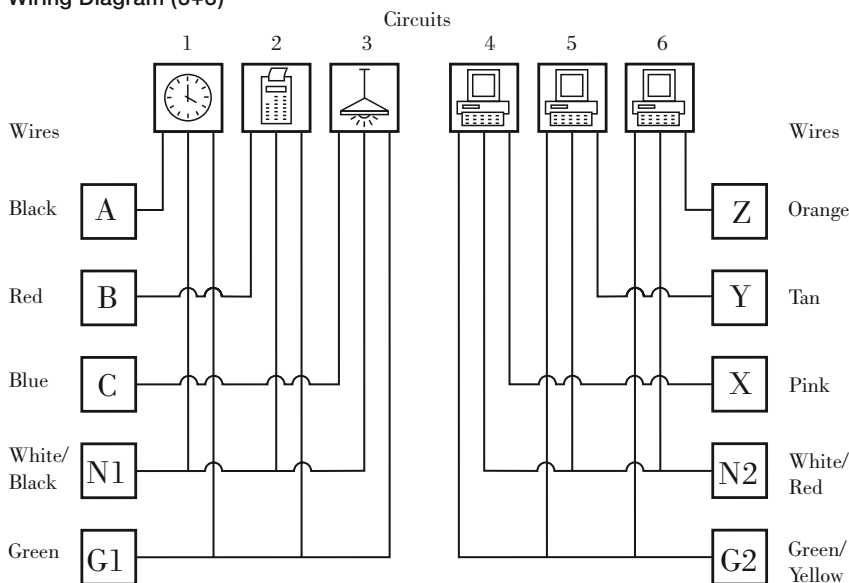 Wiring Diagram (3+3)
Circuits
1 2 3 4 5 6
Wires Wires
Black A Z Orange
Red B Y Tan
Blue C X Pink
White/
Black N1 N2 White/
Red
Green G1 G2 Green/
Yellow